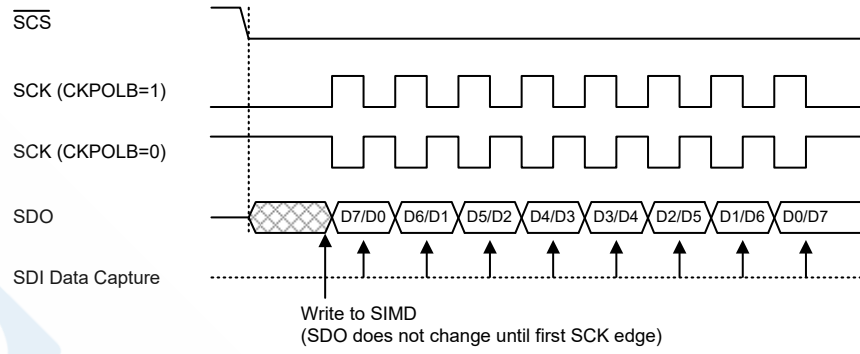 SCS
SCK (CKPOLB=1)
SCK (CKPOLB=0)
SDO
D7/D0 D6/D1 D5/D2 D4/D3 D3/D4 D2/D5 D1/D6 D0/D7
SDI Data Capture
Write to SIMD
(SDO does not change until first SCK edge)